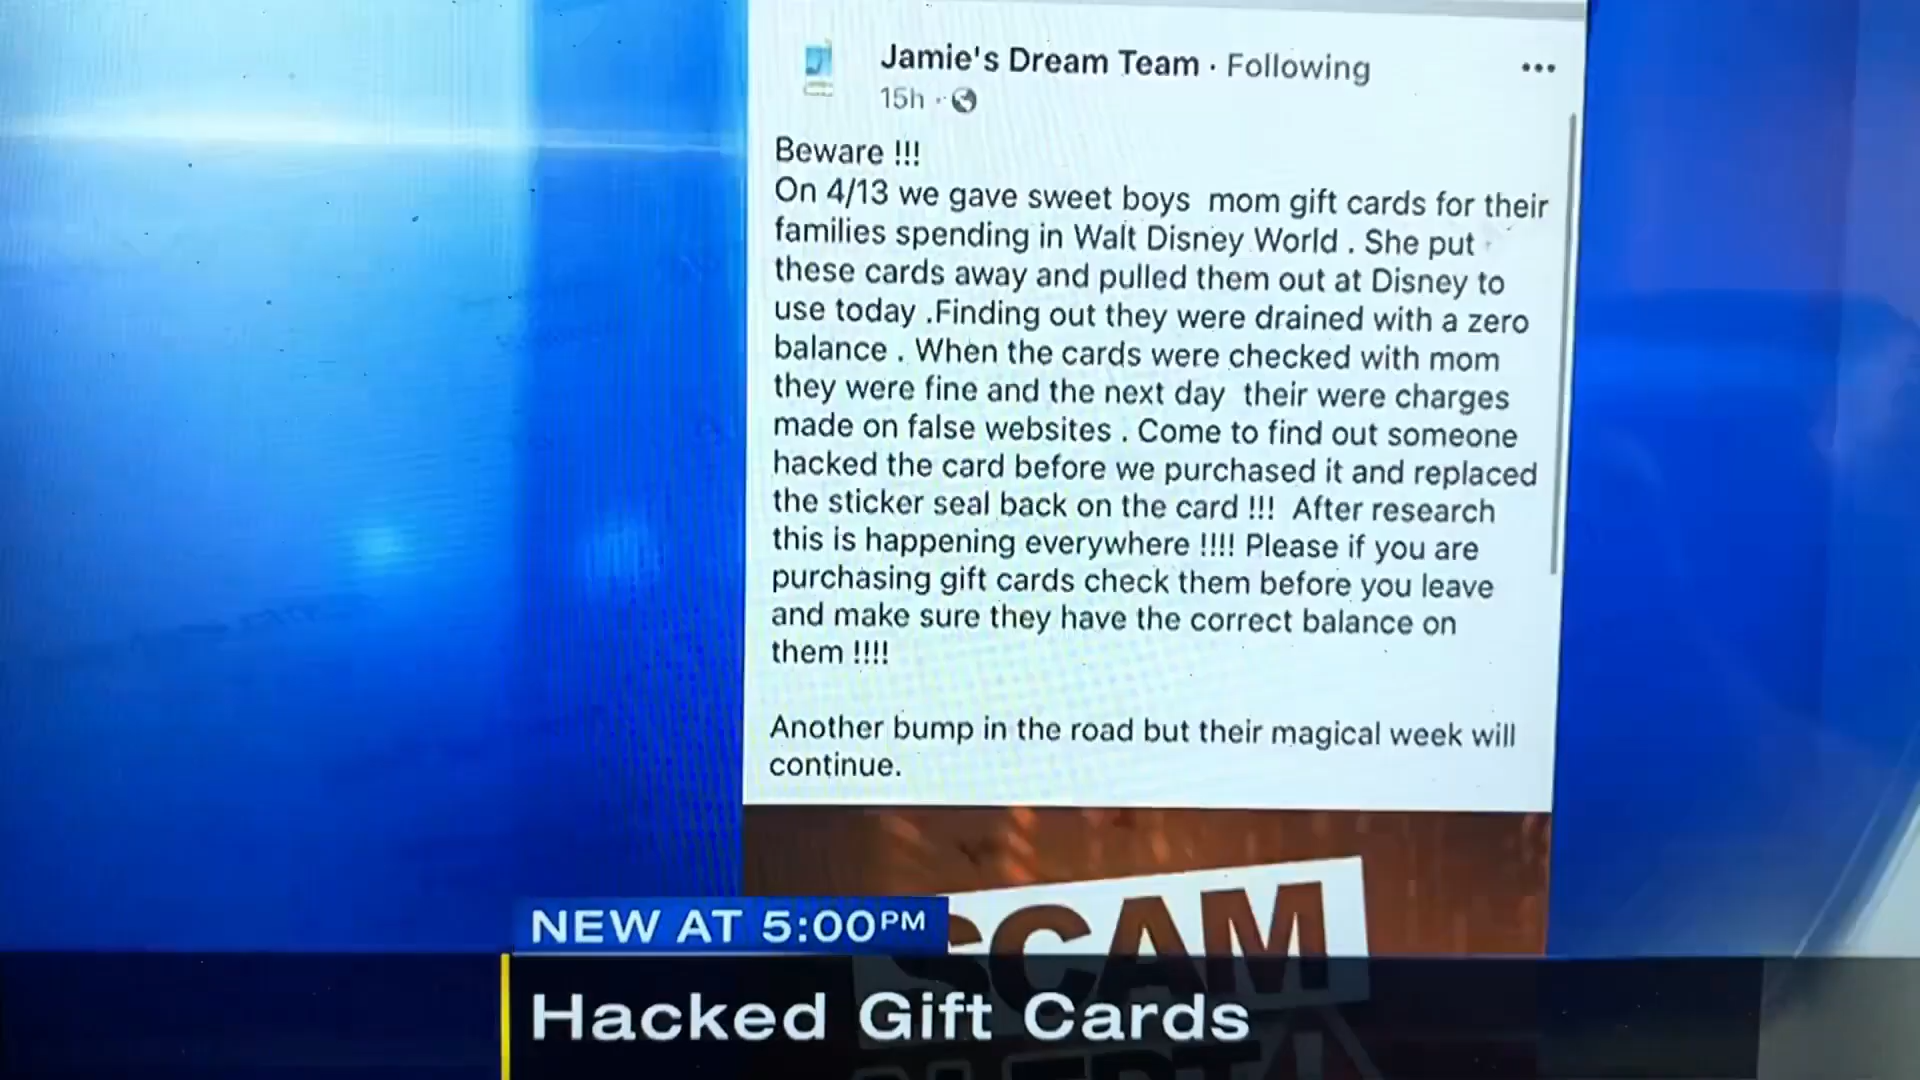 Jamie's Dream Team · Following
15h ·
Beware !!!
On 4/13 we gave sweet boys mom gift cards for their
families spending in Walt Disney World . She put
these cards away and pulled them out at Disney to
use today .Finding out they were drained with a zero
balance . When the cards were checked with mom
they were fine and the next day their were charges
made on false websites . Come to find out someone
hacked the card before we purchased it and replaced
the sticker seal back on the card !!! After research
this is happening everywhere !!!! Please if you are
purchasing gift cards check them before you leave
and make sure they have the correct balance on
them !!!!
Another bump in the road but their magical week will
continue.
SCAM
NEW AT 5:00PM
Hacked Gift Cards